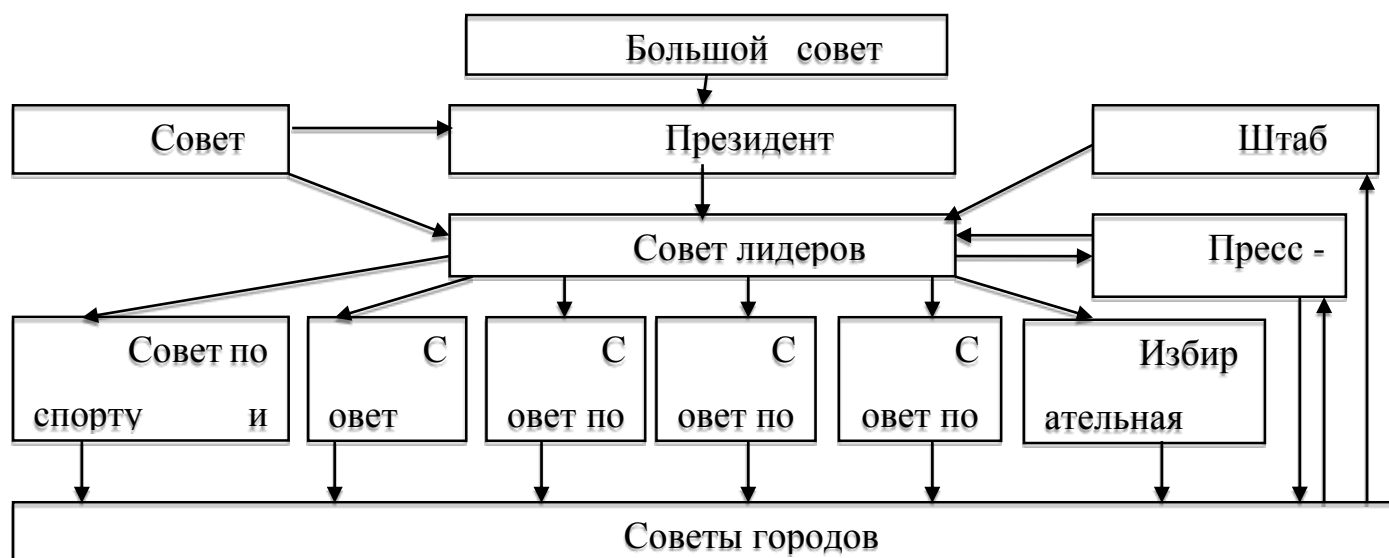 Большой совет
Совет
Президент
Штаб
Совет лидеров
Пресс -
Совет по
спорту и
С
овет
С
овет по
С
овет по
С
овет по
Избир
ательная
Советы городов